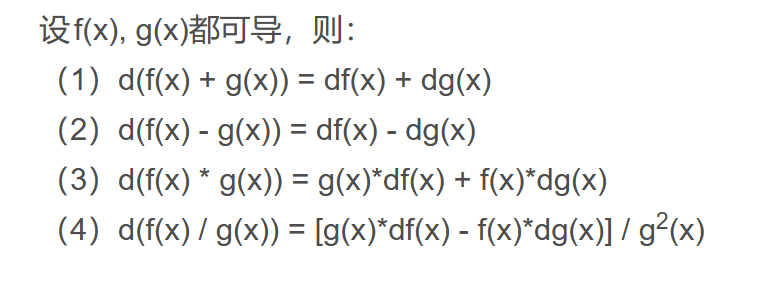 设f(x), g(x)都可导，则：
（1）d(f(x) + g(x)) = df(x) + dg(x)
（2）d(f(x) - g(x)) = df(x) - dg(x)
（3）d(f(x) * g(x)) = g(x)*df(x) + f(x)*dg(x)
（4）d(f(x) / g(x)) = [g(x)*df(x) - f(x)*dg(x)] / g²(x)